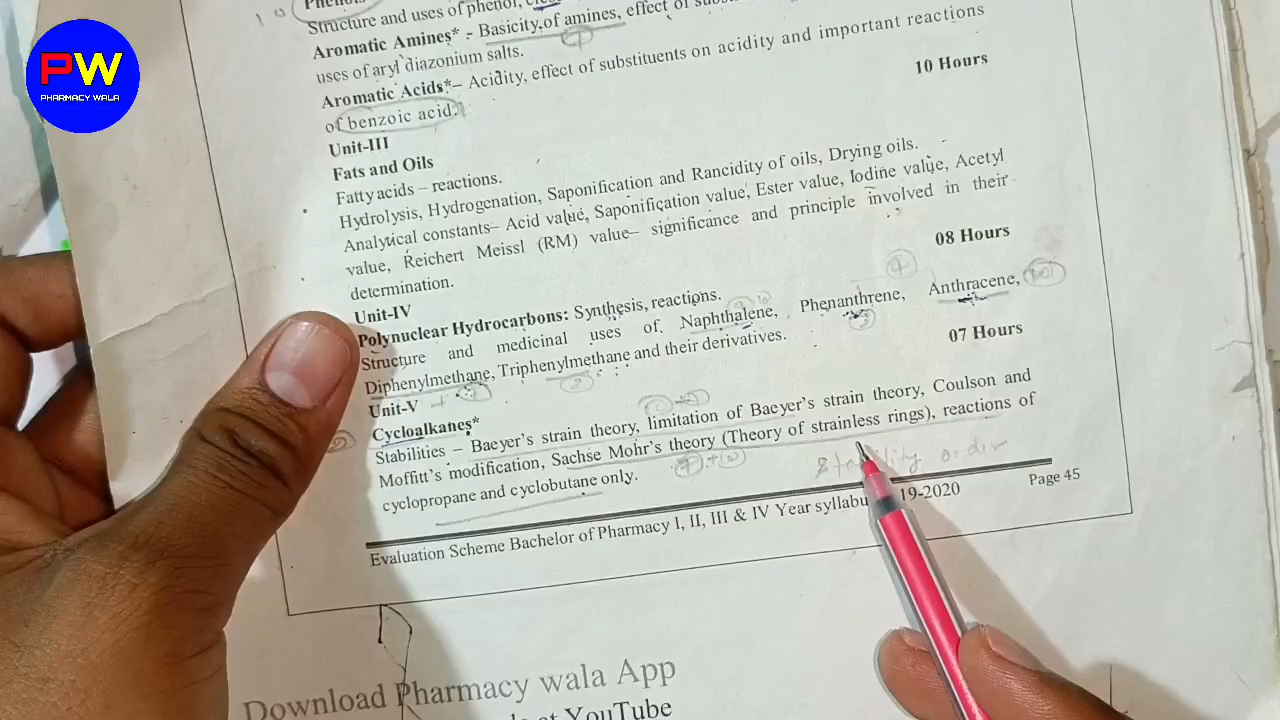 PW
PHARMACY WALA
Phenols
Structure and uses of phenol,
Aromatic Amines* - Basicity of amines, effect of
uses of aryl diazonium salts.
Aromatic Acids*– Acidity, effect of substituents on acidity and important reactions
of benzoic acid.
10 Hours
Unit-III
Fats and Oils
Fatty acids – reactions.
Hydrolysis, Hydrogenation, Saponification and Rancidity of oils, Drying oils.
Analytical constants– Acid value, Saponification value, Ester value, Iodine value, Acetyl
value, Reichert Meissl (RM) value– significance and principle involved in their
determination.
08 Hours
Unit-IV
Polynuclear Hydrocarbons: Synthesis, reactions.
Structure and medicinal uses of Naphthalene, Phenanthrene, Anthracene,
Diphenylmethane, Triphenylmethane and their derivatives.
07 Hours
Unit-V
Cycloalkanes*
Stabilities – Baeyer's strain theory, limitation of Baeyer's strain theory, Coulson and
Moffitt's modification, Sachse Mohr's theory (Theory of strainless rings), reactions of
cyclopropane and cyclobutane only.
Stability order
Evaluation Scheme Bachelor of Pharmacy I, II, III & IV Year 19-2020
Page 45
Download Pharmacy wala App
at YouTube